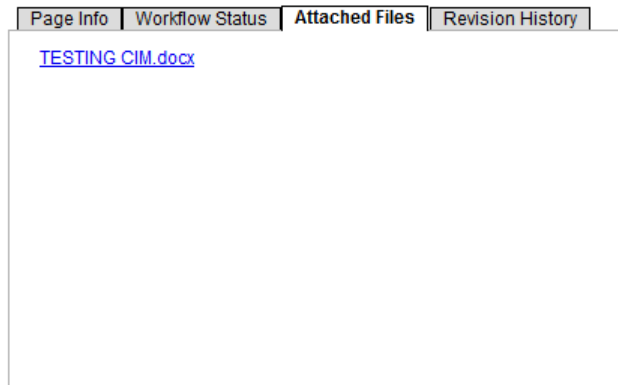 Page Info Workflow Status Attached Files Revision History
TESTING CIM.docx